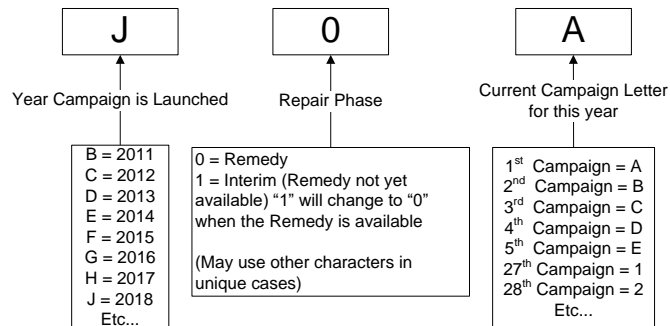 J
0
A
Year Campaign is Launched
Repair Phase
Current Campaign Letter
for this year
B = 2011
C = 2012
D = 2013
E = 2014
F = 2015
G = 2016
H = 2017
J = 2018
Etc...
0 = Remedy
1 = Interim (Remedy not yet
available) “1” will change to “0”
when the Remedy is available
(May use other characters in
unique cases)
1st Campaign = A
2nd Campaign = B
3rd Campaign = C
4th Campaign = D
5th Campaign = E
27th Campaign = 1
28th Campaign = 2
Etc...